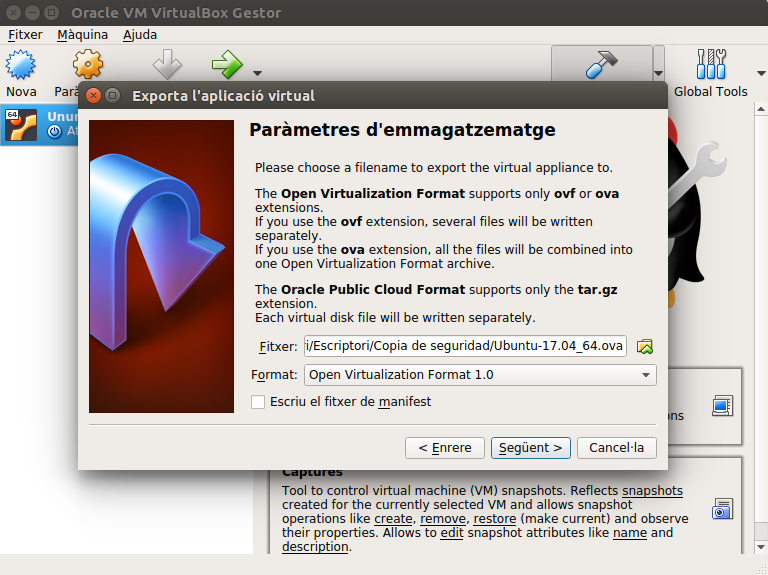 Oracle VM VirtualBox Gestor
Fitxer Màquina Ajuda
Nova
Global Tools
64
Exporta l'aplicació virtual
Paràmetres d'emmagatzematge
Please choose a filename to export the virtual appliance to.
The Open Virtualization Format supports only ovf or ova
extensions.
If you use the ovf extension, several files will be written
separately.
If you use the ova extension, all the files will be combined into
one Open Virtualization Format archive.
The Oracle Public Cloud Format supports only the tar.gz
extension.
Each virtual disk file will be written separately.
Fitxer: i/Escriptori/Copia de seguridad/Ubuntu-17.04_64.ova
Format: Open Virtualization Format 1.0
Escriu el fitxer de manifest
< Enrere Següent > Cancel·la
Captures
Tool to control virtual machine (VM) snapshots. Reflects snapshots
created for the currently selected VM and allows snapshot
operations like create, remove, restore (make current) and observe
their properties. Allows to edit snapshot attributes like name and
description.